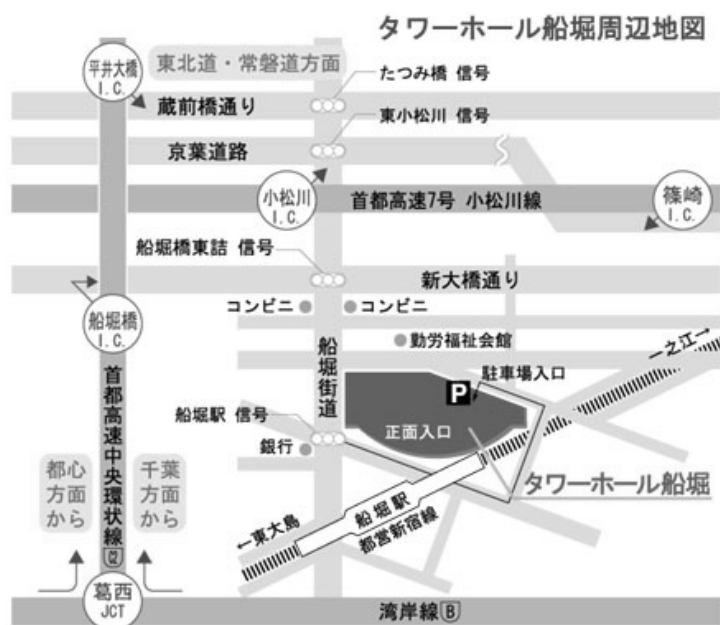 タワーホール船堀周辺地図
平井大橋
I.C.
東北道・常磐道方面
たつみ橋 信号
蔵前橋通り
東小松川 信号
京葉道路
小松川
I.C.
首都高速7号 小松川線
篠崎
I.C.
船堀橋東詰 信号
新大橋通り
コンビニ
コンビニ
船堀橋
I.C.
勤労福祉会館
一之江→
船堀街道
駐車場入口
P
首都高速中央環状線
C2
船堀駅 信号
正面入口
銀行
都心
方面
から
千葉
方面
から
タワーホール船堀
船堀駅
都営新宿線
←東大島
葛西
JCT
湾岸線
B